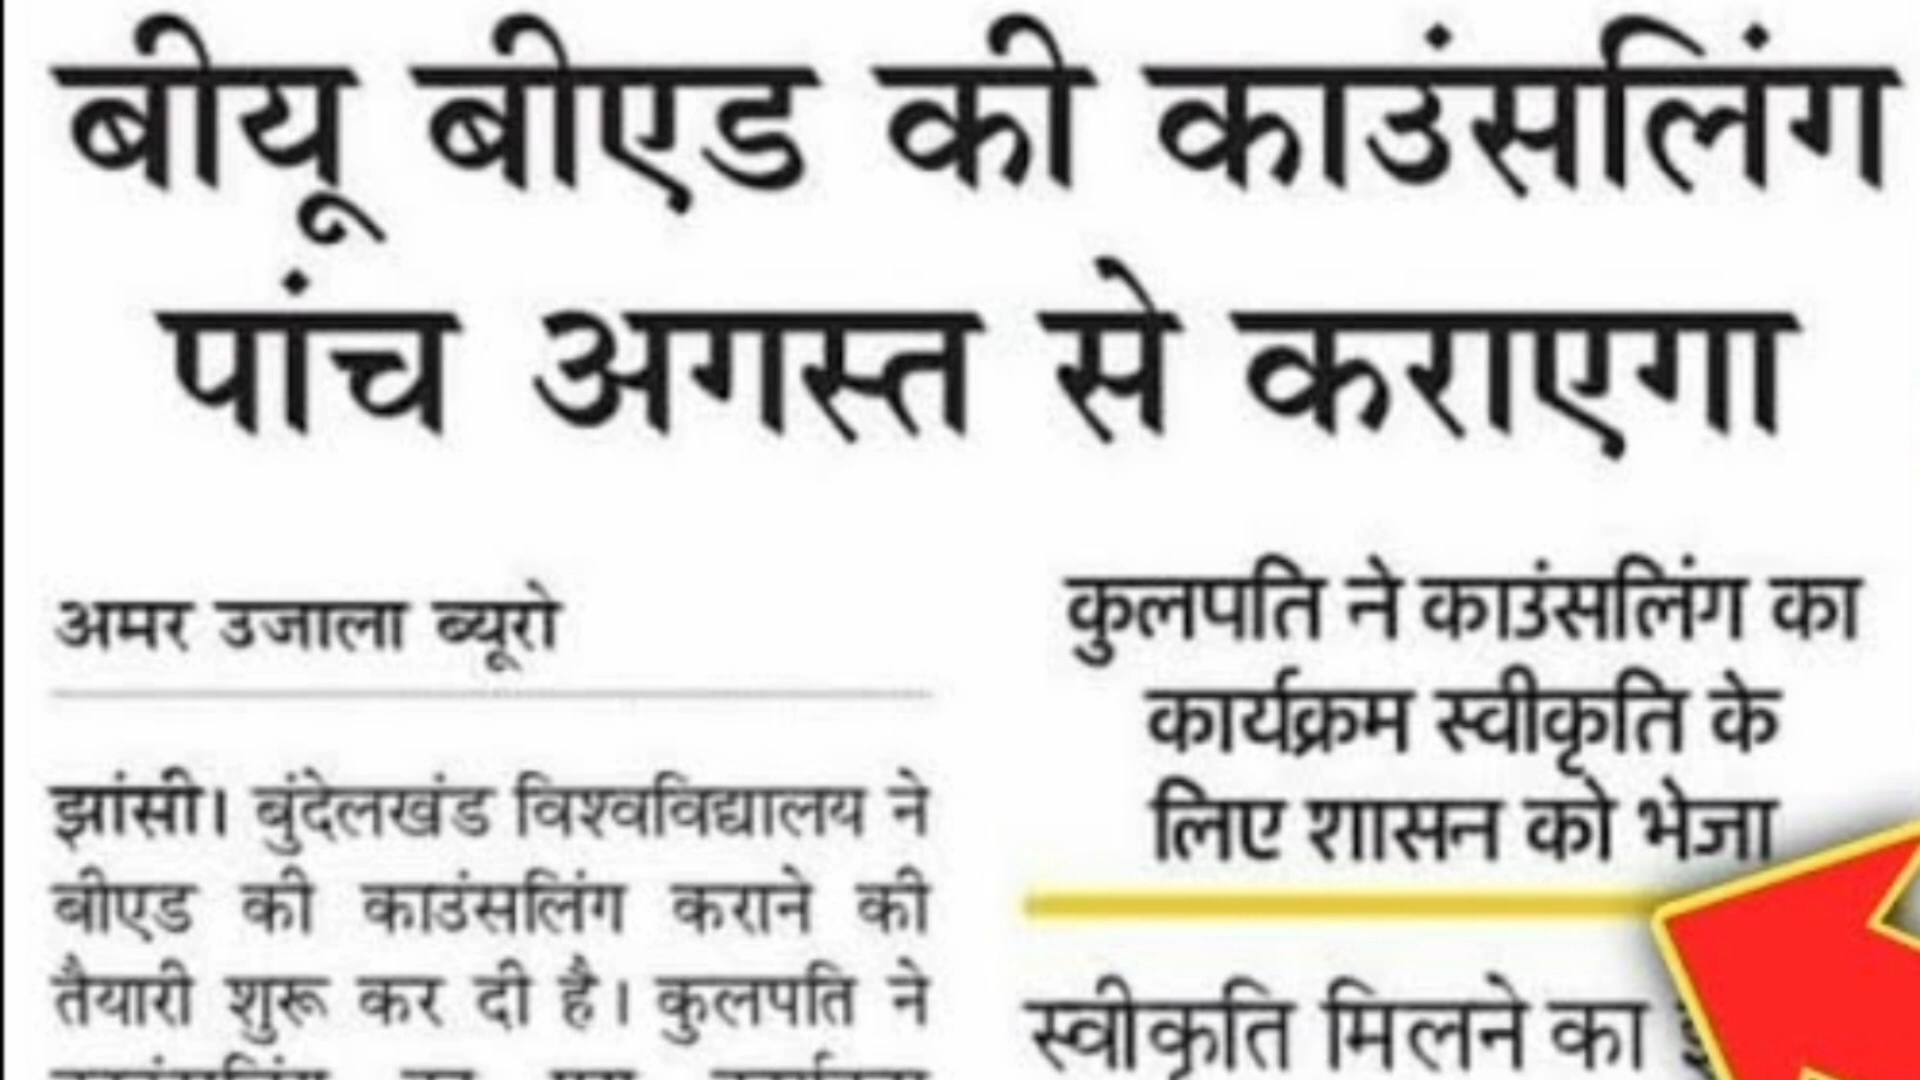 बीयू बीएड की काउंसलिंग
पांच अगस्त से कराएगा
अमर उजाला ब्यूरो
झांसी। बुंदेलखंड विश्वविद्यालय ने
बीएड की काउंसलिंग कराने की
तैयारी शुरू कर दी है। कुलपति ने
कुलपति ने काउंसलिंग का
कार्यक्रम स्वीकृति के
लिए शासन को भेजा
स्वीकृति मिलने का